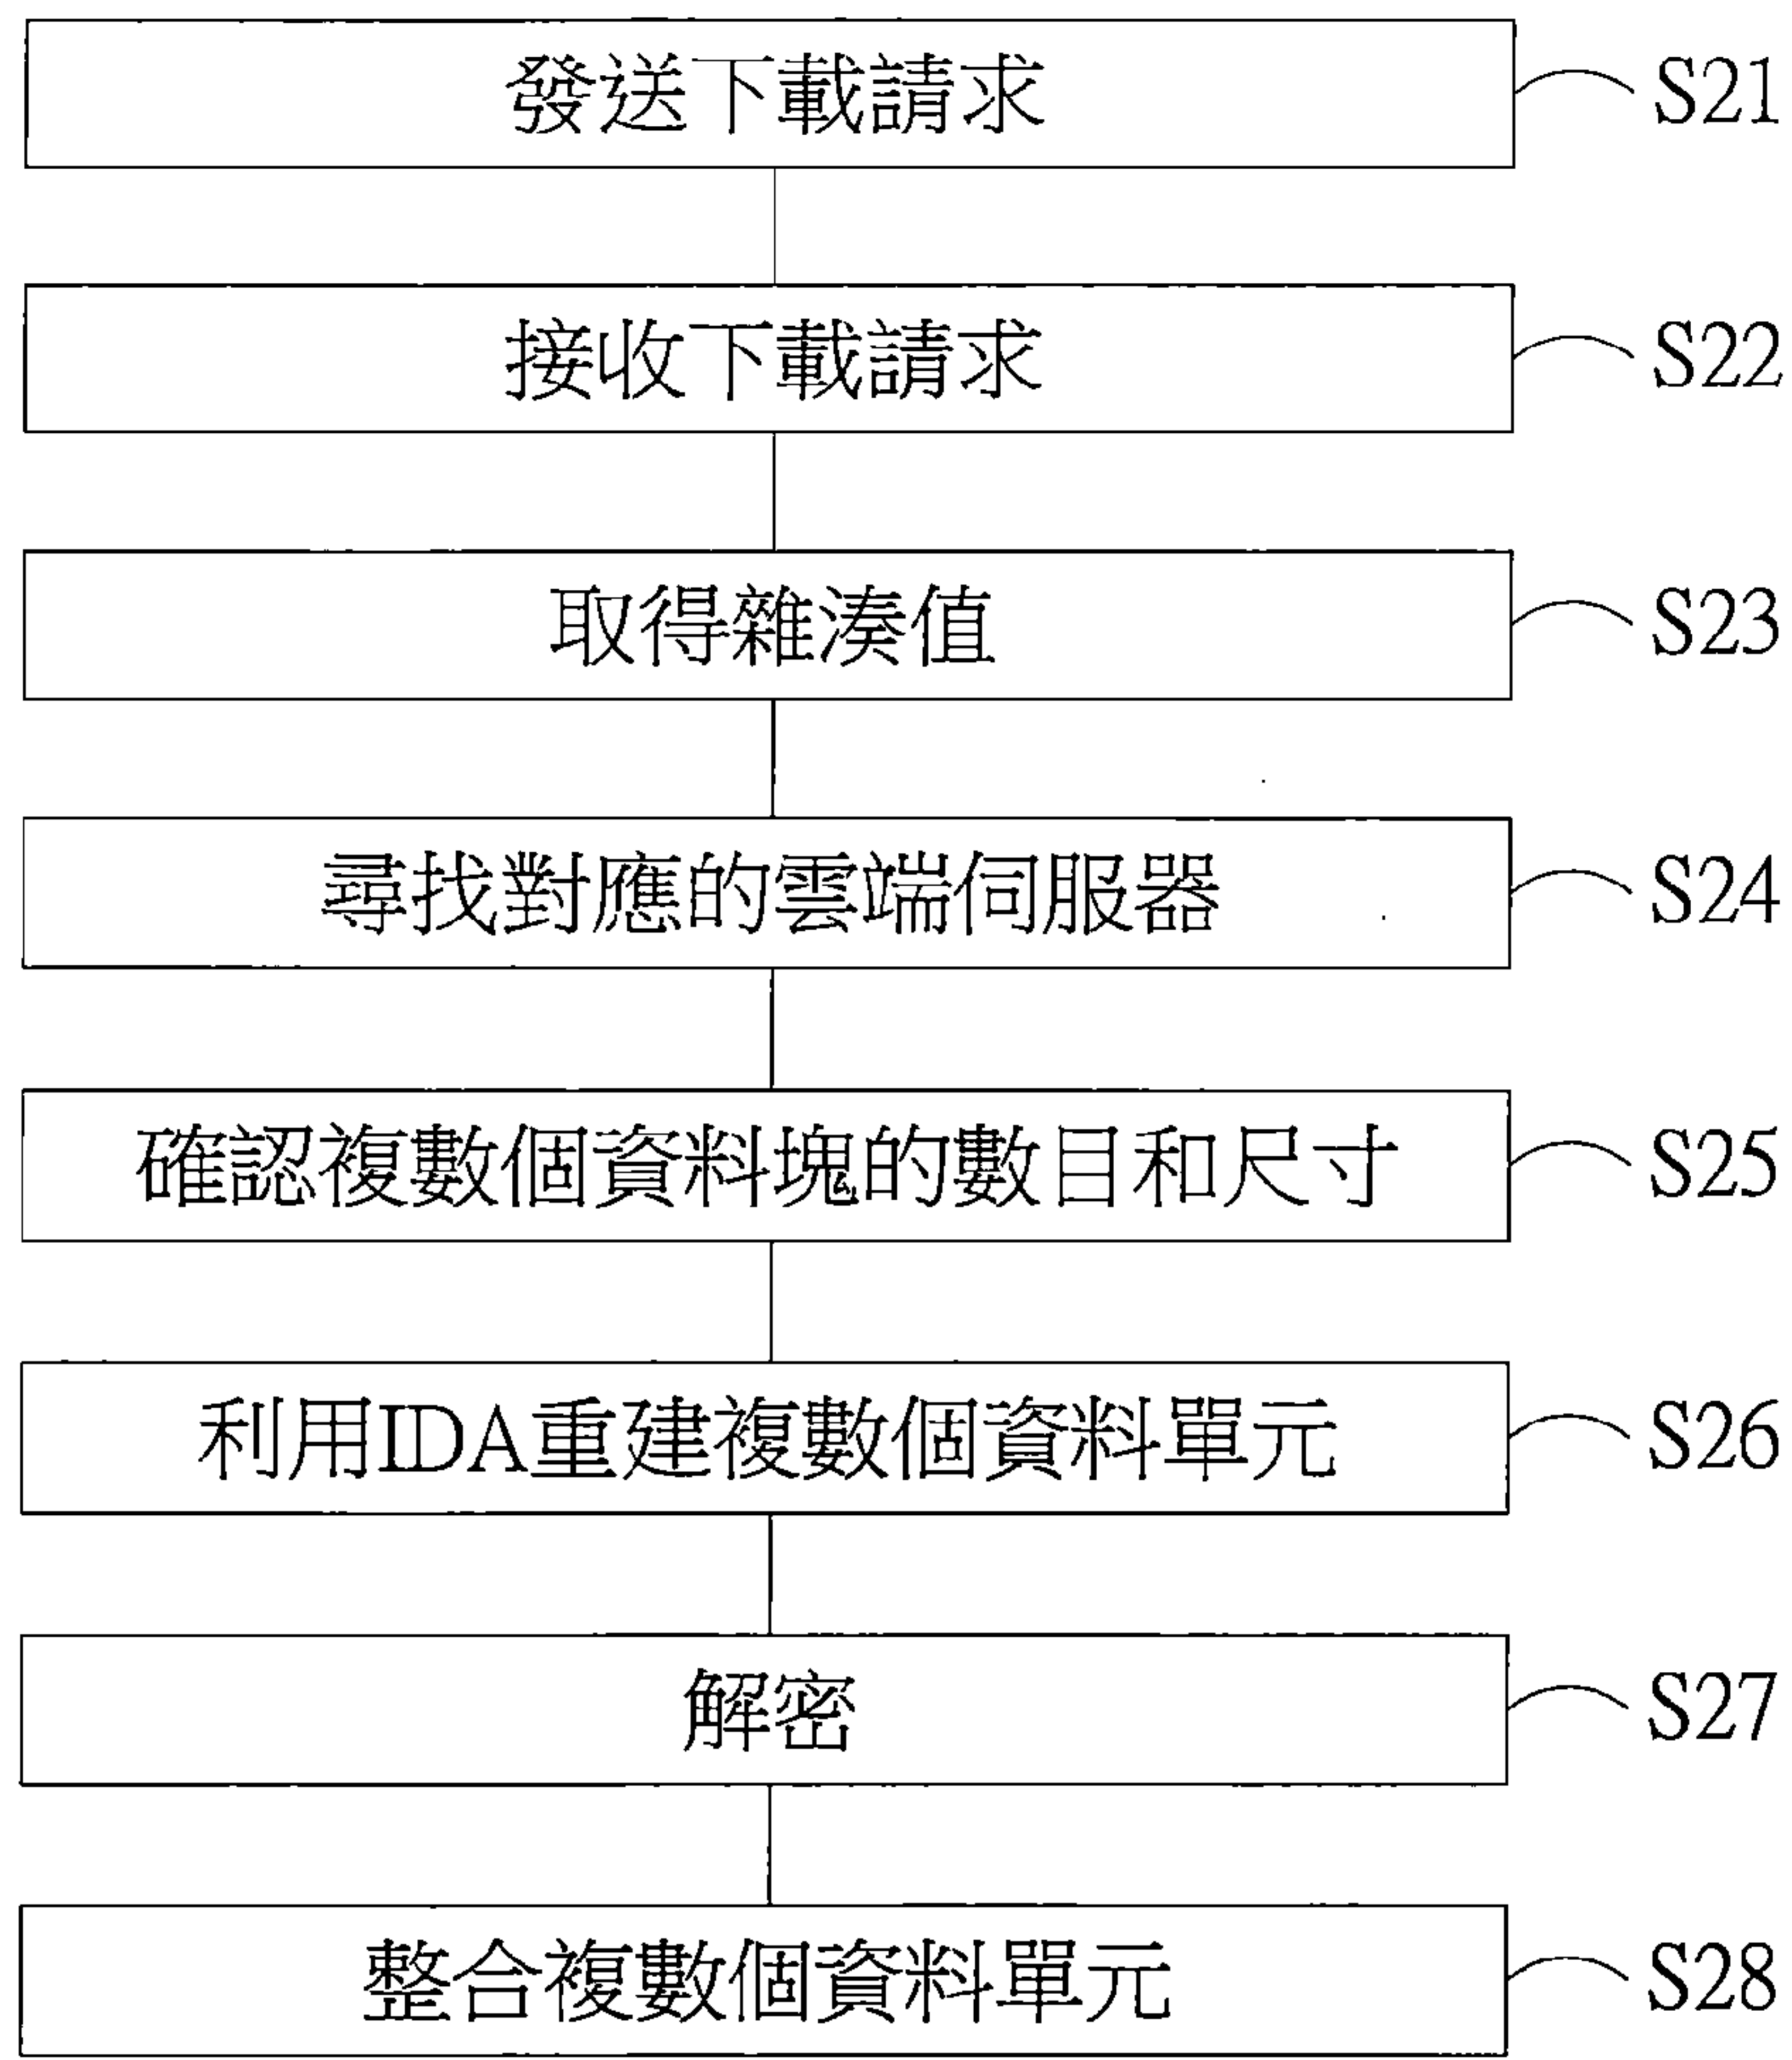 發送下載請求 S21
接收下載請求 S22
取得雜湊值 S23
尋找對應的雲端伺服器 S24
確認複數個資料塊的數目和尺寸 S25
利用IDA重建複數個資料單元 S26
解密 S27
整合複數個資料單元 S28